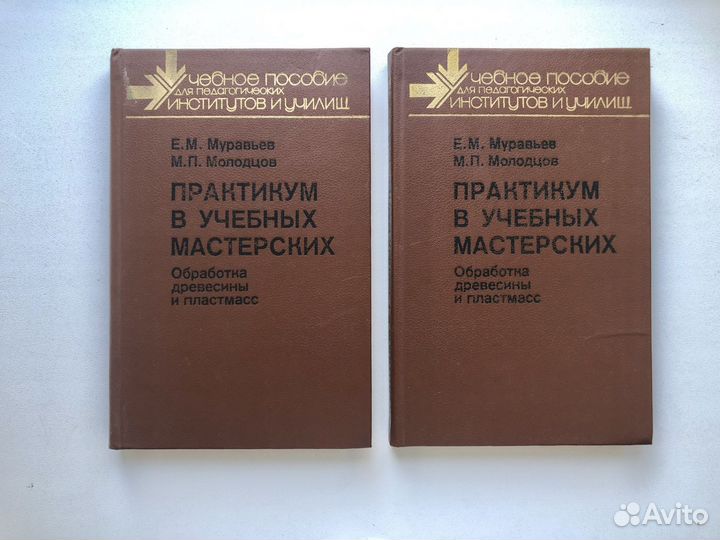 учебное пособие
для педагогических
институтов и училищ
Е.М. Муравьев
М.П. Молодцов
ПРАКТИКУМ
В УЧЕБНЫХ
МАСТЕРСКИХ
Обработка
древесины
и пластмасс
учебное пособие
для педагогических
институтов и училищ
Е.М. Муравьев
М.П. Молодцов
ПРАКТИКУМ
В УЧЕБНЫХ
МАСТЕРСКИХ
Обработка
древесины
и пластмасс
Avito